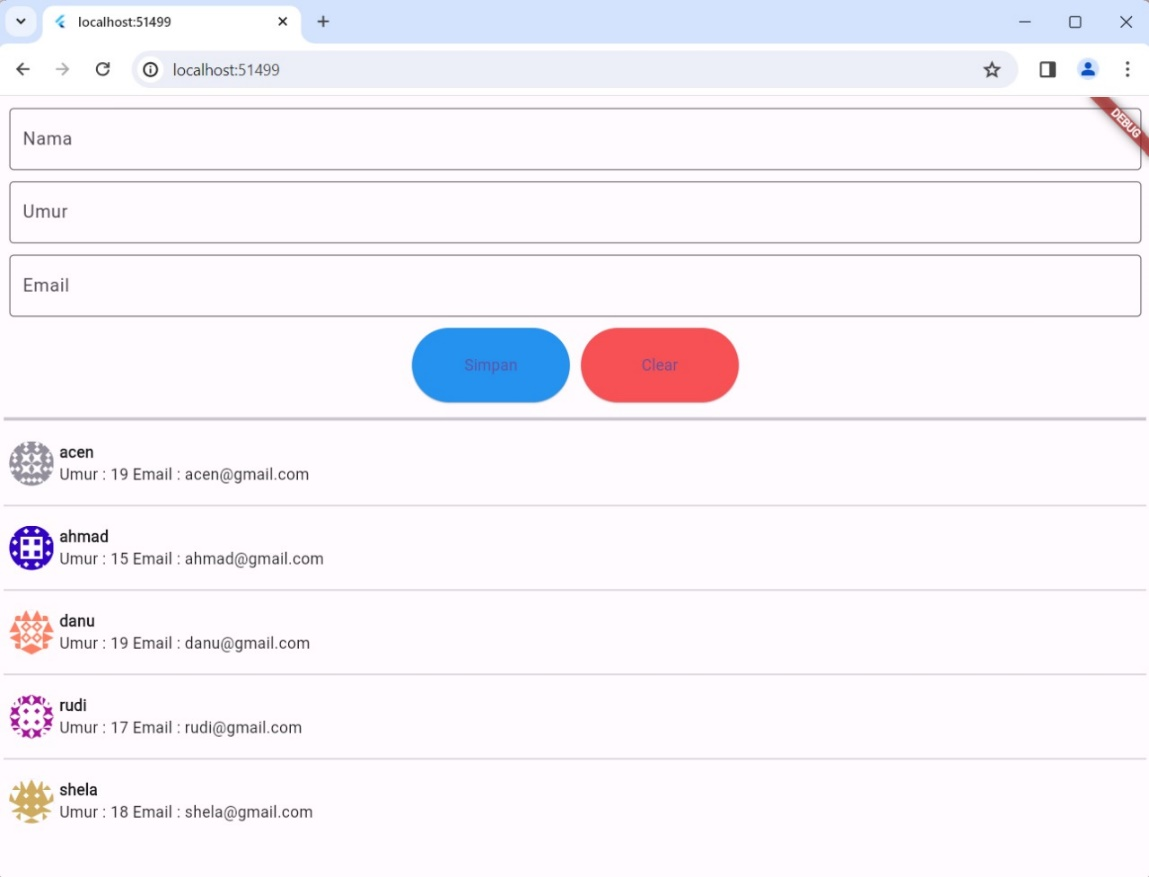 localhost:51499
localhost:51499
DEBUG
Nama
Umur
Email
Simpan Clear
acen
Umur : 19 Email : acen@gmail.com
ahmad
Umur : 15 Email : ahmad@gmail.com
danu
Umur : 19 Email : danu@gmail.com
rudi
Umur : 17 Email : rudi@gmail.com
shela
Umur : 18 Email : shela@gmail.com